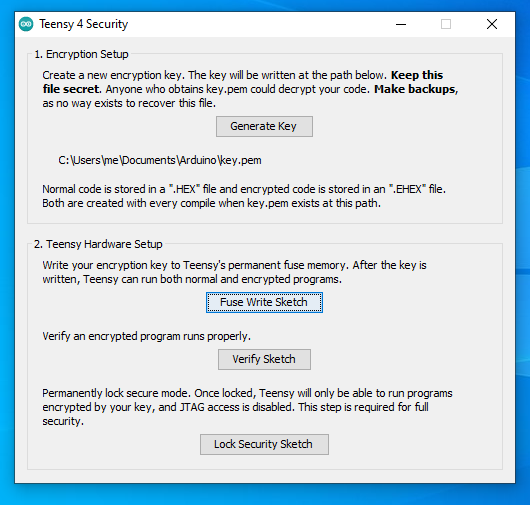 Teensy 4 Security
1. Encryption Setup
Create a new encryption key. The key will be written at the path below. Keep this
file secret. Anyone who obtains key.pem could decrypt your code. Make backups,
as no way exists to recover this file.
Generate Key
C:\Users\me\Documents\Arduino\key.pem
Normal code is stored in a ".HEX" file and encrypted code is stored in an ".EHEX" file.
Both are created with every compile when key.pem exists at this path.
2. Teensy Hardware Setup
Write your encryption key to Teensy's permanent fuse memory. After the key is
written, Teensy can run both normal and encrypted programs.
Fuse Write Sketch
Verify an encrypted program runs properly.
Verify Sketch
Permanently lock secure mode. Once locked, Teensy will only be able to run programs
encrypted by your key, and JTAG access is disabled. This step is required for full
security.
Lock Security Sketch